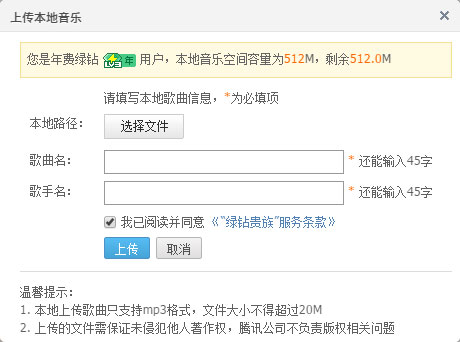 上传本地音乐
您是年费绿钻 年 用户，本地音乐空间容量为512M，剩余512.0M
请填写本地歌曲信息，*为必填项
本地路径： 选择文件
歌曲名： * 还能输入45字
歌手名： * 还能输入45字
我已阅读并同意 《“绿钻贵族”服务条款》
上传 取消
温馨提示：
1. 本地上传歌曲只支持mp3格式，文件大小不得超过20M
2. 上传的文件需保证未侵犯他人著作权，腾讯公司不负责版权相关问题